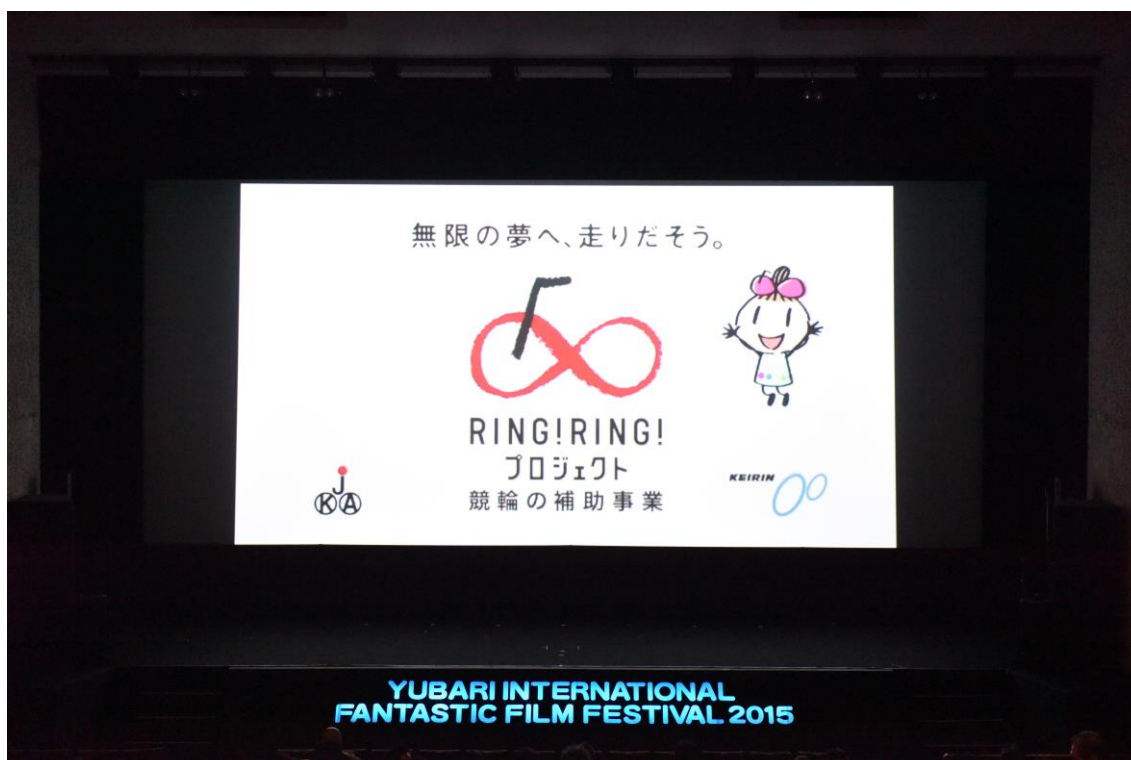 無限の夢へ、走りだそう。
RING!RING!
プロジェクト
競輪の補助事業
JKA
KEIRIN
YUBARI INTERNATIONAL
FANTASTIC FILM FESTIVAL 2015